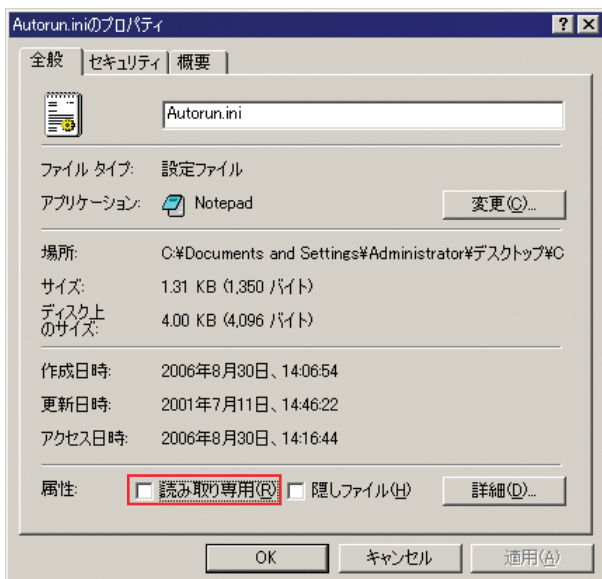 Autorun.iniのプロパティ
全般 セキュリティ 概要
Autorun.ini
ファイル タイプ: 設定ファイル
アプリケーション: Notepad 変更(C)...
場所: C:¥Documents and Settings¥Administrator¥デスクトップ¥C
サイズ: 1.31 KB (1,350 バイト)
ディスク上
のサイズ: 4.00 KB (4,096 バイト)
作成日時: 2006年8月30日、14:06:54
更新日時: 2001年7月11日、14:46:22
アクセス日時: 2006年8月30日、14:16:44
属性: 読み取り専用(R) 隠しファイル(H) 詳細(D)...
OK キャンセル 適用(A)